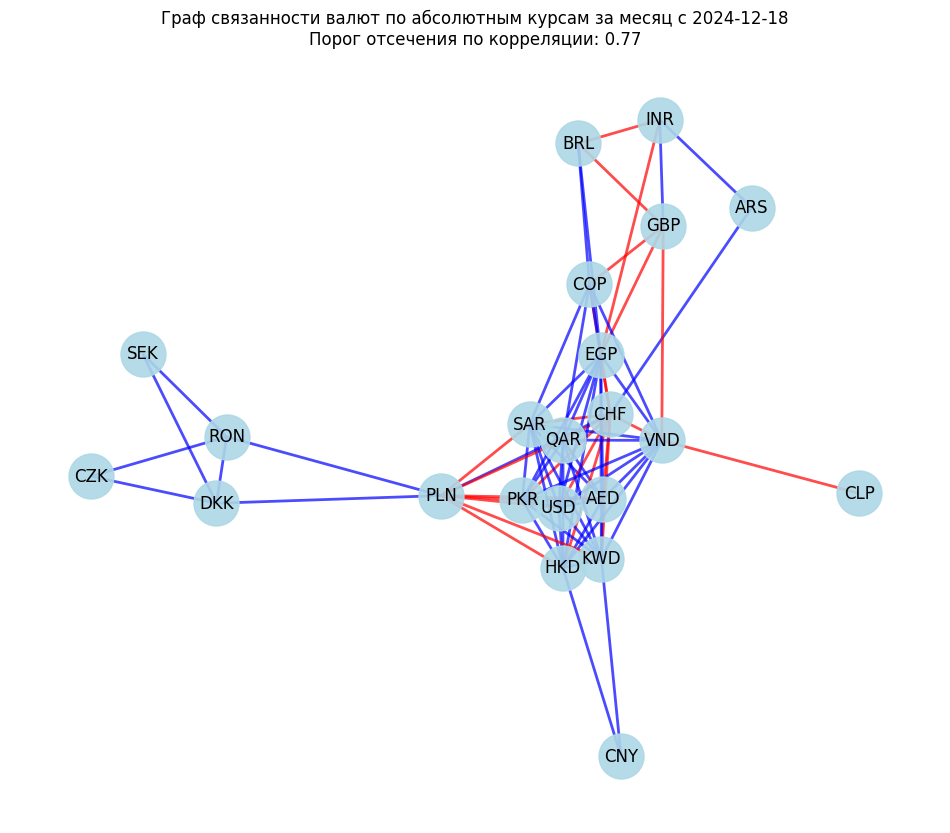 Граф связанности валют по абсолютным курсам за месяц с 2024-12-18
Порог отсечения по корреляции: 0.77
INR
BRL
ARS
GBP
COP
SEK
EGP
CHF
SAR
RON
QAR
VND
CZK
PLN
CLP
DKK
PKR
USD
AED
KWD
HKD
CNY